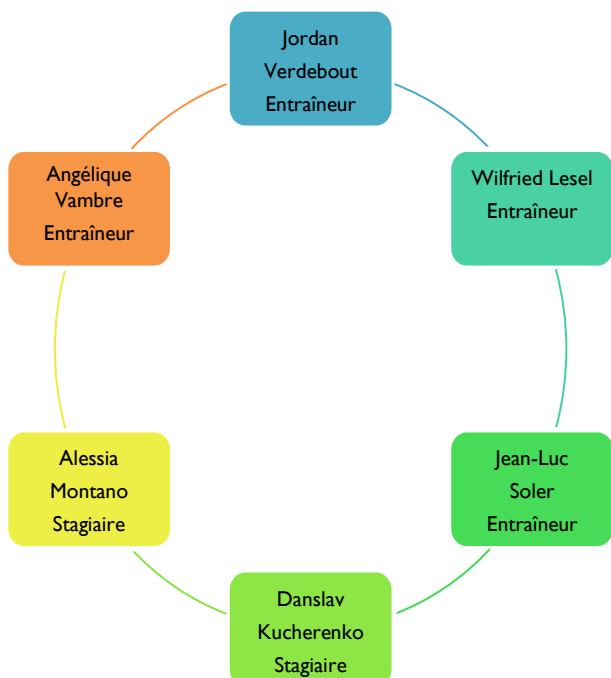 Jordan
Verdebout
Entraîneur
Wilfried Lesel
Entraîneur
Jean-Luc
Soler
Entraîneur
Danslav
Kucherenko
Stagiaire
Alessia
Montano
Stagiaire
Angélique
Vambre
Entraîneur